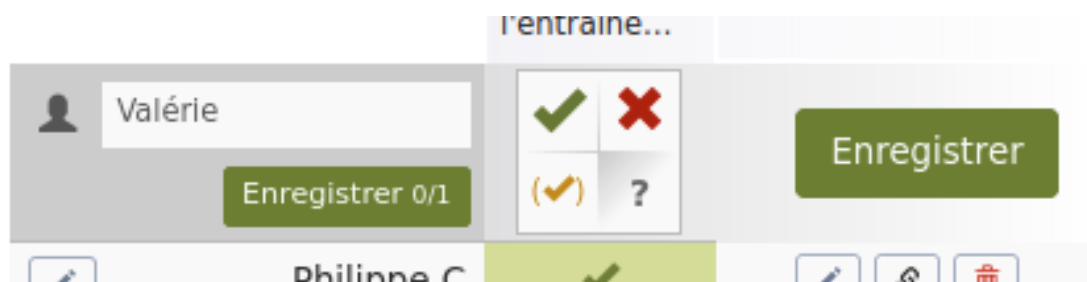 l'entraîne...
Valérie
Enregistrer
Enregistrer 0/1
?
Philippe C